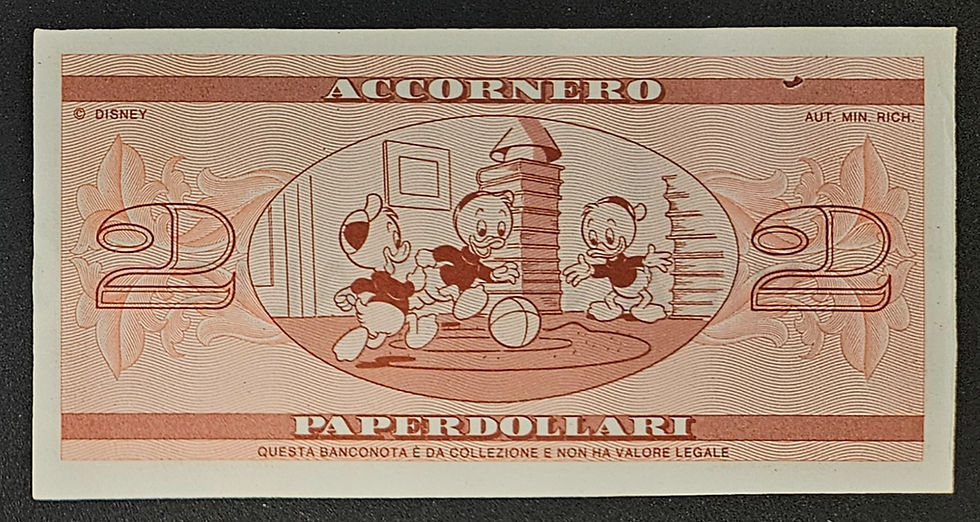 ACCORNERO
© DISNEY
AUT. MIN. RICH.
2
2
PAPERDOLLARI
QUESTA BANCONOTA È DA COLLEZIONE E NON HA VALORE LEGALE